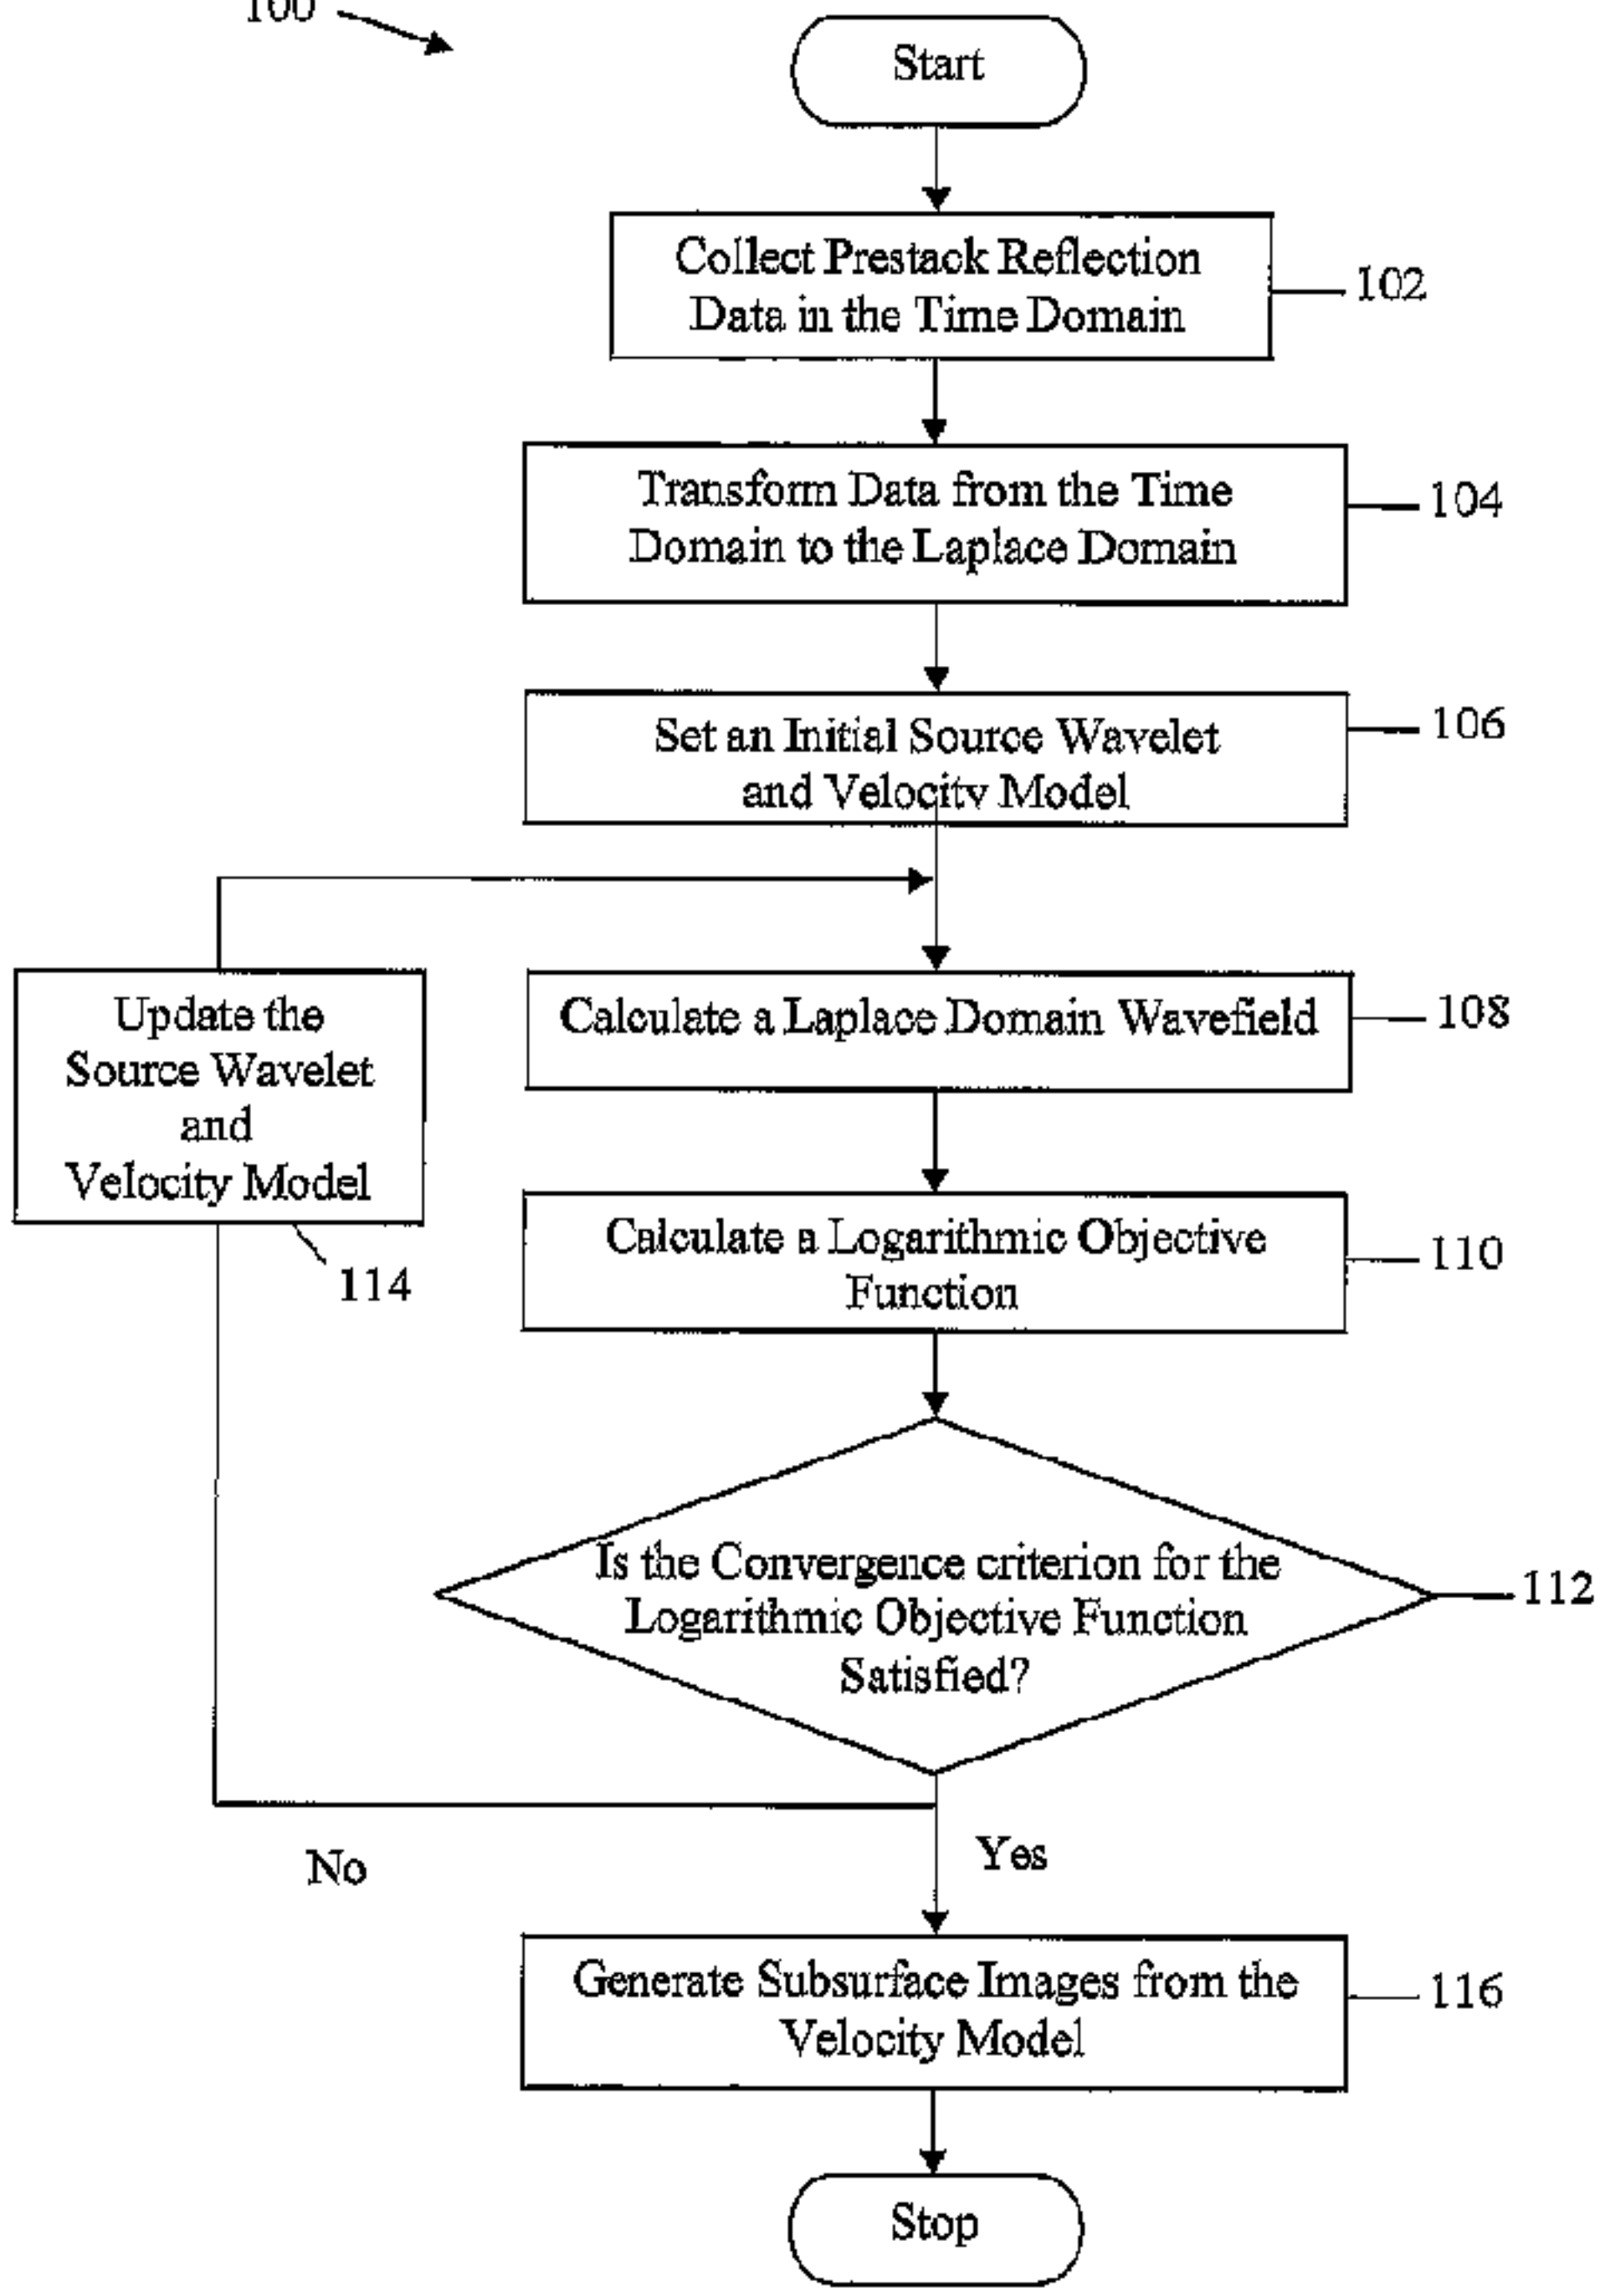 100
Start
Collect Prestack Reflection
Data in the Time Domain
102
Transform Data from the Time
Domain to the Laplace Domain
104
Set an Initial Source Wavelet
and Velocity Model
106
Update the
Source Wavelet
and
Velocity Model
114
Calculate a Laplace Domain Wavefield
108
Calculate a Logarithmic Objective
Function
110
Is the Convergence criterion for the
Logarithmic Objective Function
Satisfied?
112
No
Yes
Generate Subsurface Images from the
Velocity Model
116
Stop